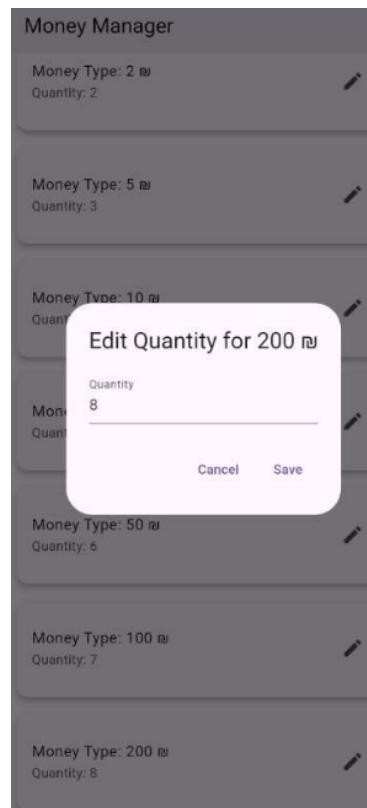 Money Manager
Money Type: 2 ₪
Quantity: 2
Money Type: 5 ₪
Quantity: 3
Money Type: 10 ₪
Edit Quantity for 200 ₪
Quantity
8
Cancel
Save
Money Type: 50 ₪
Quantity: 6
Money Type: 100 ₪
Quantity: 7
Money Type: 200 ₪
Quantity: 8